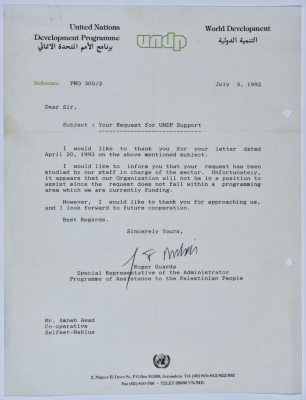 United Nations
Development Programme
برنامج الأمم المتحدة الانمائي
undp
World Development
التنمية الدولية
Reference: PRO 300/2
July 3, 1992
Dear Sir,
Subject : Your Request for UNDP Support
I would like to thank you for your letter dated
April 20, 1992 on the above mentioned subject.
I would like to inform you that your request has been
studied by our staff in charge of the sector. Unfortunately,
it appears that our Organization will not be in a position to
assist since the request does not fall within a programming
area which we are currently funding.
However, I would like to thank you for approaching us,
and I look forward to future cooperation.
Best Regards.
Sincerely Yours,
Roger Guarda
Special Representative of the Administrator
Programme of Assistance to the Palestinian People
Mr. Amneh Awad
Co-operative
Selfeet-Nablus